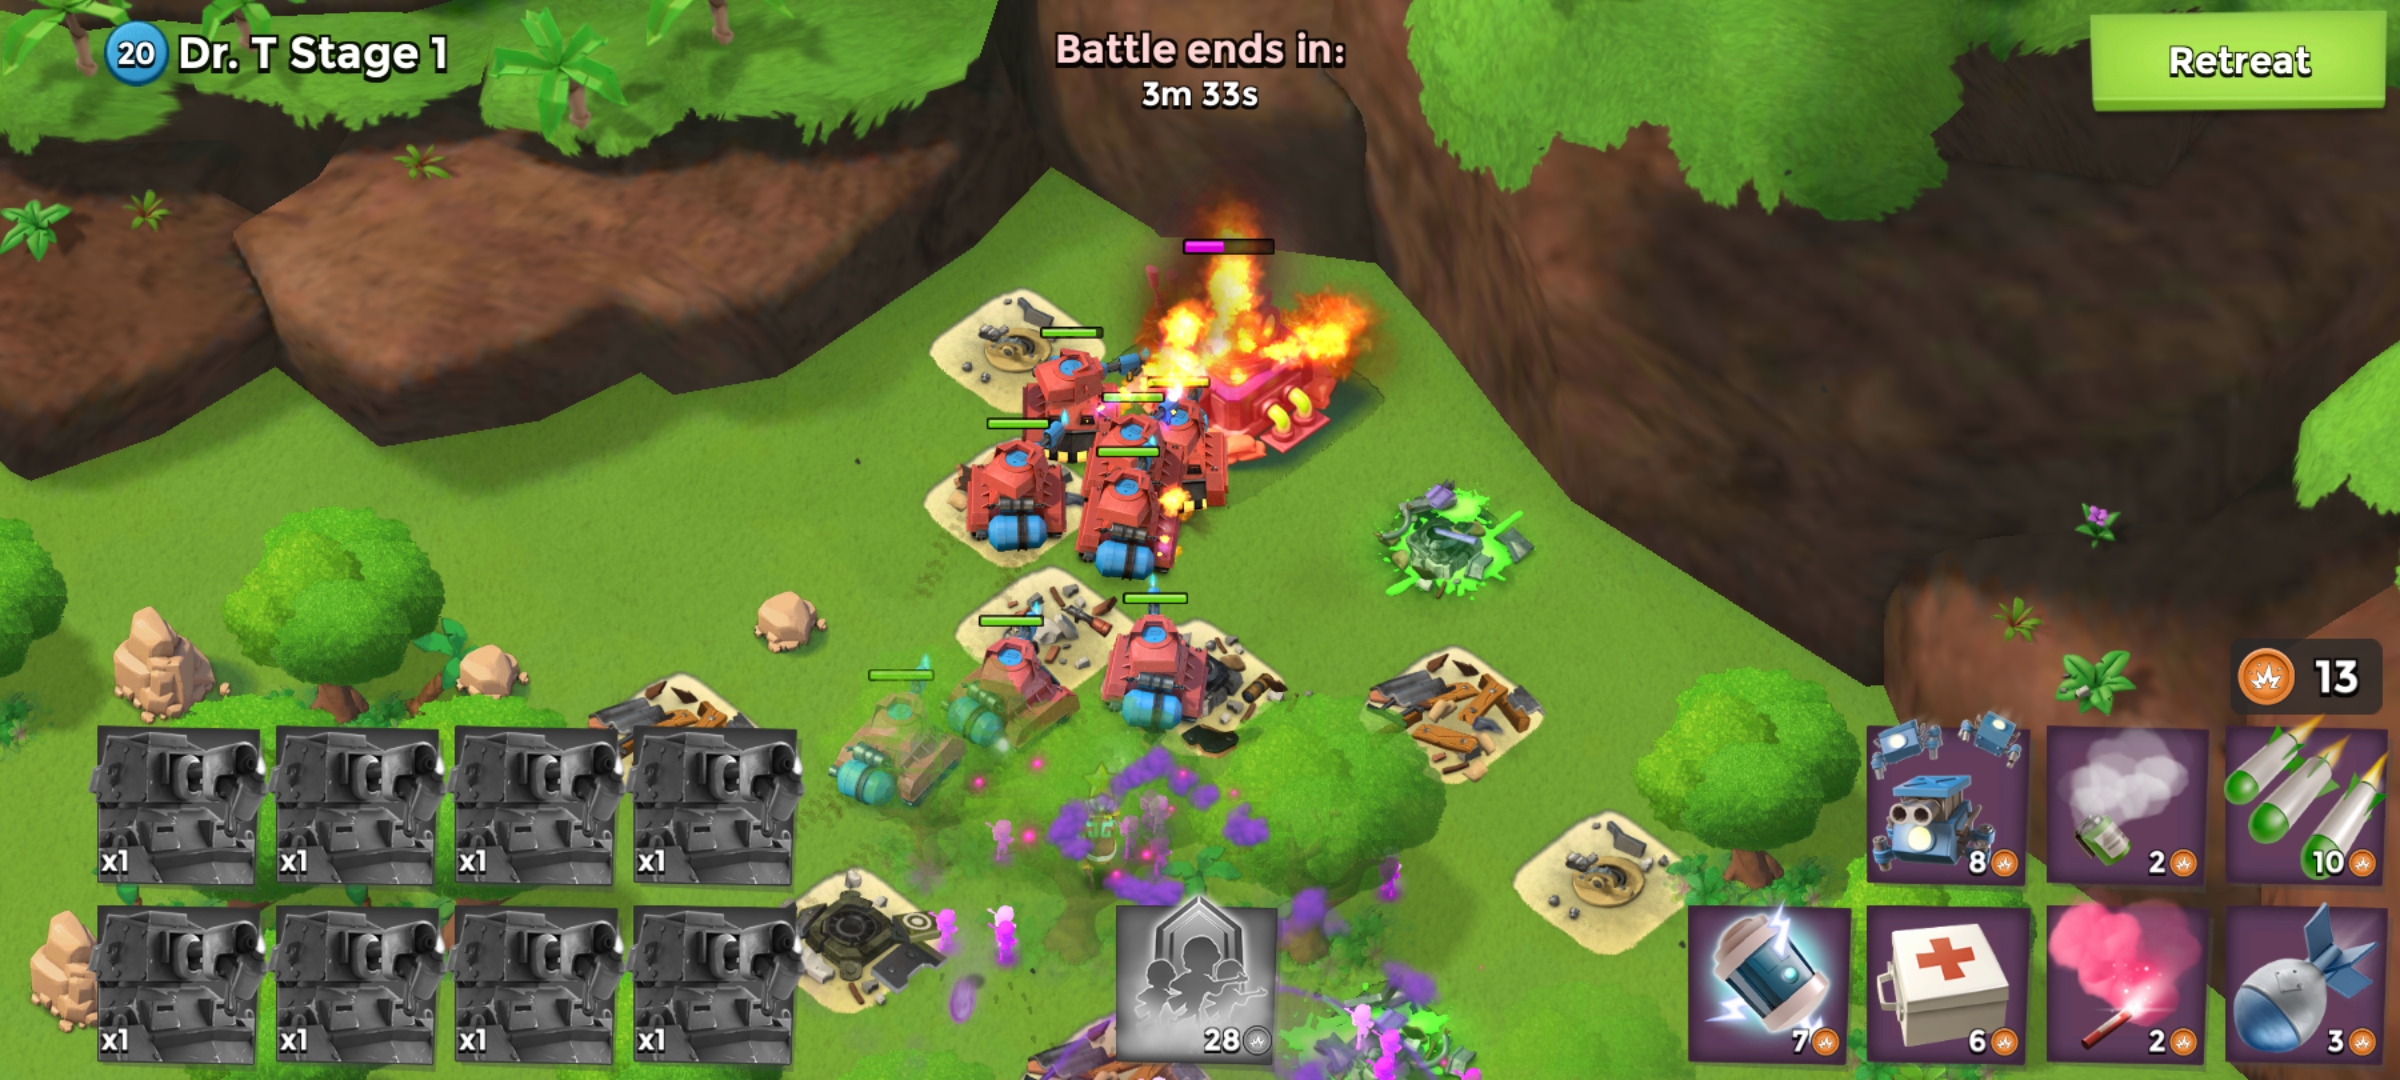 20 Dr. T Stage 1
Battle ends in:
3m 33s
Retreat
13
8
2
10
x1
x1
x1
x1
x1
x1
x1
x1
28
7
6
2
3